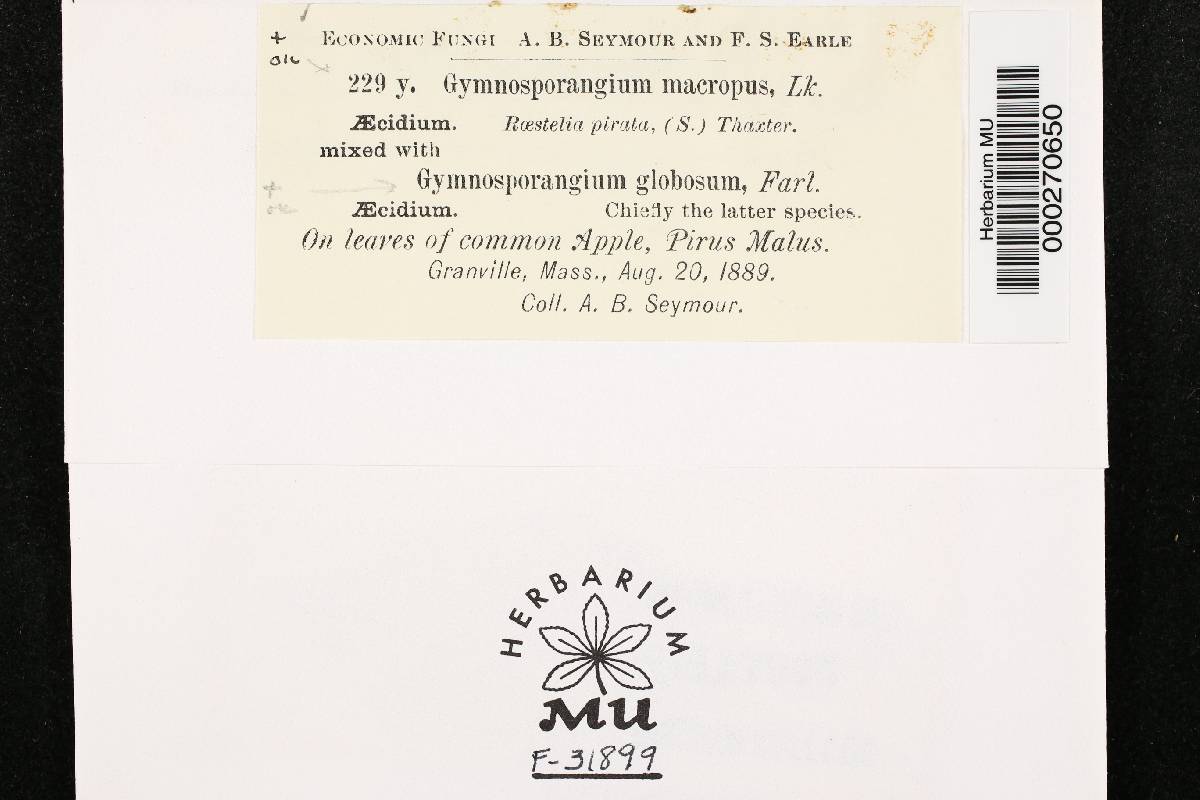 +
ok
ECONOMIC FUNGI A. B. SEYMOUR AND F. S. EARLE
229 y. Gymnosporangium macropus, Lk.
Æcidium. Rœstelia pirata, (S.) Thaxter.
mixed with
+
ok
Gymnosporangium globosum, Farl.
Æcidium. Chiefly the latter species.
On leaves of common Apple, Pirus Malus.
Granville, Mass., Aug. 20, 1889.
Coll. A. B. Seymour.
Herbarium MU
000270650
HERBARIUM
MU
F-31899